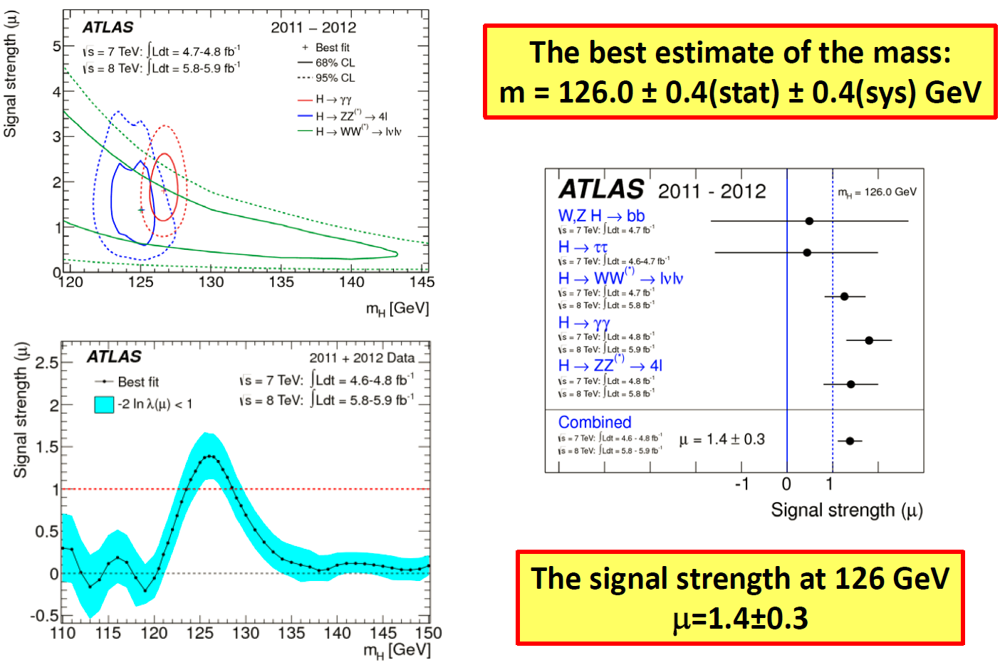 ATLAS
2011 – 2012
√s = 7 TeV: ∫Ldt = 4.7-4.8 fb⁻¹
√s = 8 TeV: ∫Ldt = 5.8-5.9 fb⁻¹
+ Best fit
68% CL
95% CL
H → γγ
H → ZZ⁽*⁾ → 4l
H → WW⁽*⁾ → lνlν
Signal strength (μ)
5
4
3
2
1
0
120 125 130 135 140 145
m_H [GeV]
The best estimate of the mass:
m = 126.0 ± 0.4(stat) ± 0.4(sys) GeV
ATLAS
2011 + 2012 Data
Best fit
-2 ln λ(μ) < 1
√s = 7 TeV: ∫Ldt = 4.6-4.8 fb⁻¹
√s = 8 TeV: ∫Ldt = 5.8-5.9 fb⁻¹
Signal strength (μ)
2.5
2
1.5
1
0.5
0
-0.5
110 115 120 125 130 135 140 145 150
m_H [GeV]
ATLAS 2011 - 2012
m_H = 126.0 GeV
W,Z H → bb
√s = 7 TeV: ∫Ldt = 4.7 fb⁻¹
H → ττ
√s = 7 TeV: ∫Ldt = 4.6-4.7 fb⁻¹
H → WW⁽*⁾ → lνlν
√s = 7 TeV: ∫Ldt = 4.7 fb⁻¹
√s = 8 TeV: ∫Ldt = 5.8 fb⁻¹
H → γγ
√s = 7 TeV: ∫Ldt = 4.8 fb⁻¹
√s = 8 TeV: ∫Ldt = 5.9 fb⁻¹
H → ZZ⁽*⁾ → 4l
√s = 7 TeV: ∫Ldt = 4.8 fb⁻¹
√s = 8 TeV: ∫Ldt = 5.8 fb⁻¹
Combined
√s = 7 TeV: ∫Ldt = 4.6 - 4.8 fb⁻¹
√s = 8 TeV: ∫Ldt = 5.8 - 5.9 fb⁻¹
μ = 1.4 ± 0.3
-1 0 1
Signal strength (μ)
The signal strength at 126 GeV
μ=1.4±0.3